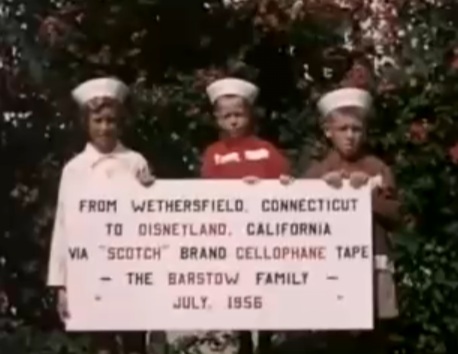 FROM WETHERSFIELD, CONNECTICUT
TO DISNEYLAND, CALIFORNIA
VIA "SCOTCH" BRAND CELLOPHANE TAPE
— THE BARSTOW FAMILY —
" JULY, 1956 "